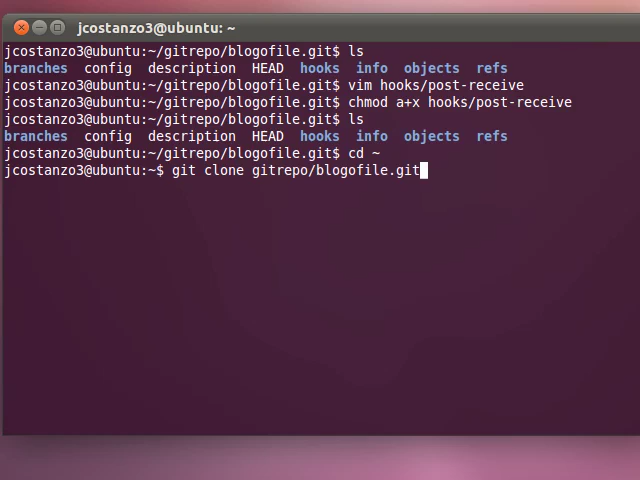 jcostanzo3@ubuntu: ~
jcostanzo3@ubuntu:~/gitrepo/blogofile.git$ ls
branches  config  description  HEAD  hooks  info  objects  refs
jcostanzo3@ubuntu:~/gitrepo/blogofile.git$ vim hooks/post-receive
jcostanzo3@ubuntu:~/gitrepo/blogofile.git$ chmod a+x hooks/post-receive
jcostanzo3@ubuntu:~/gitrepo/blogofile.git$ ls
branches  config  description  HEAD  hooks  info  objects  refs
jcostanzo3@ubuntu:~/gitrepo/blogofile.git$ cd ~
jcostanzo3@ubuntu:~$ git clone gitrepo/blogofile.git